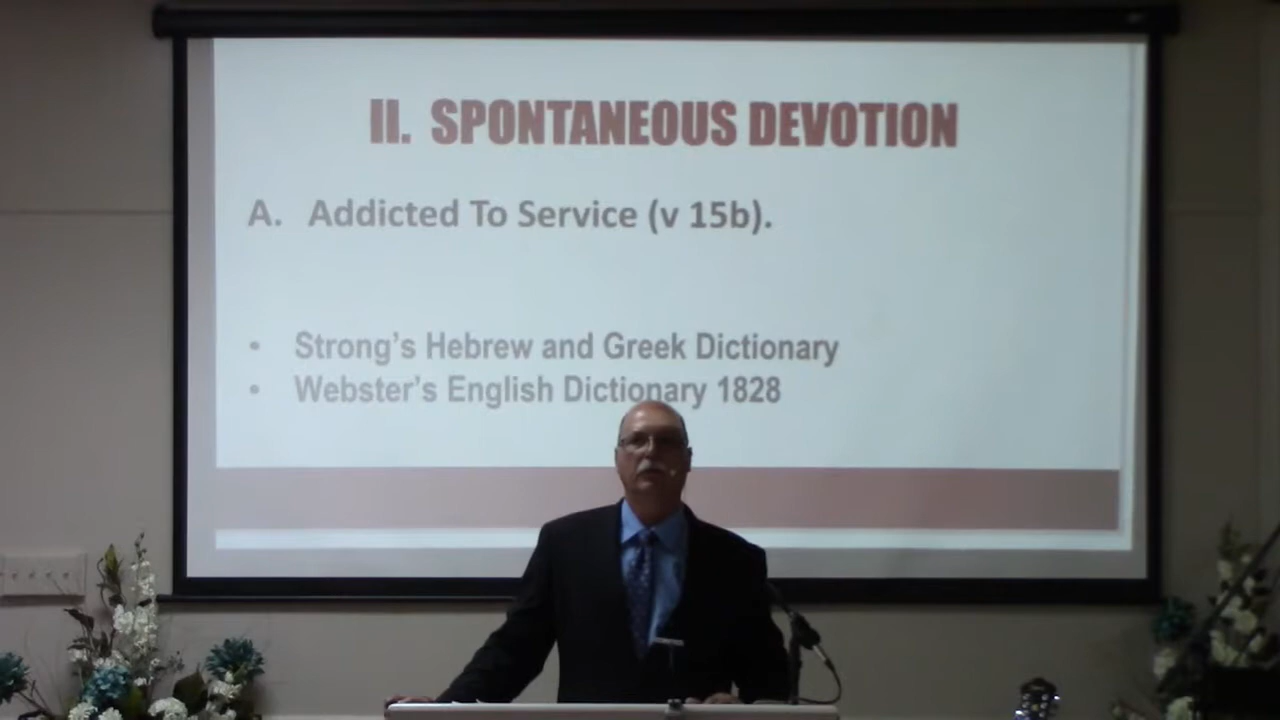 II. SPONTANEOUS DEVOTION
A. Addicted To Service (v 15b).
• Strong's Hebrew and Greek Dictionary
• Webster's English Dictionary 1828